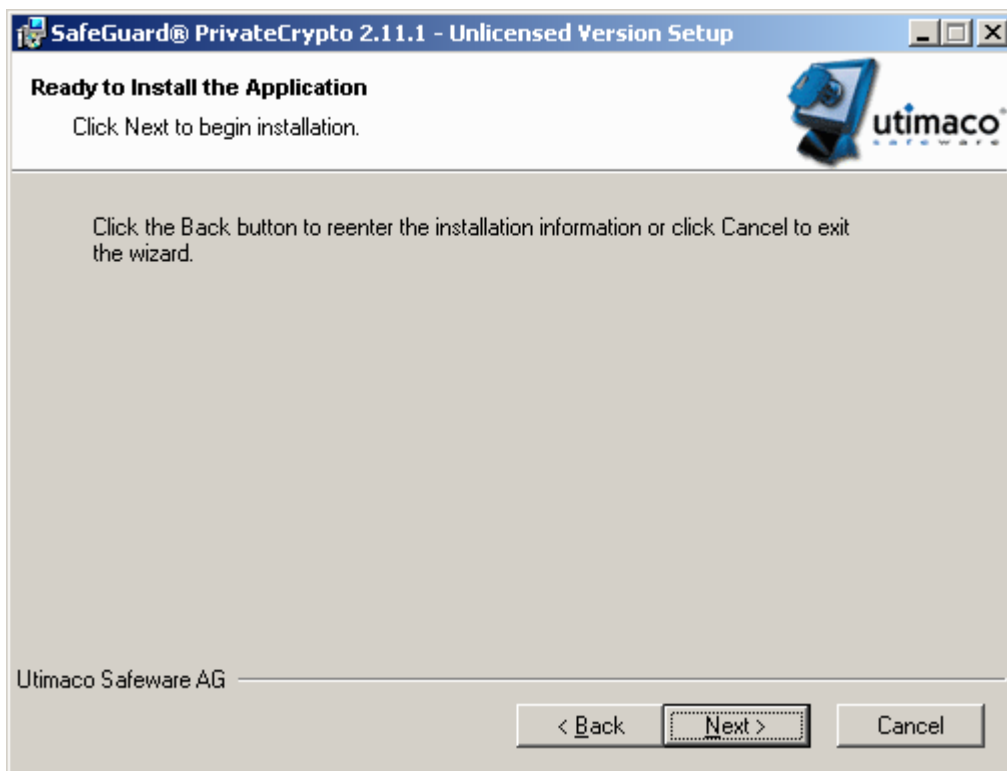 SafeGuard® PrivateCrypto 2.11.1 - Unlicensed Version Setup
Ready to Install the Application
Click Next to begin installation.
utimaco®
safeware
Click the Back button to reenter the installation information or click Cancel to exit
the wizard.
Utimaco Safeware AG
< Back
Next >
Cancel